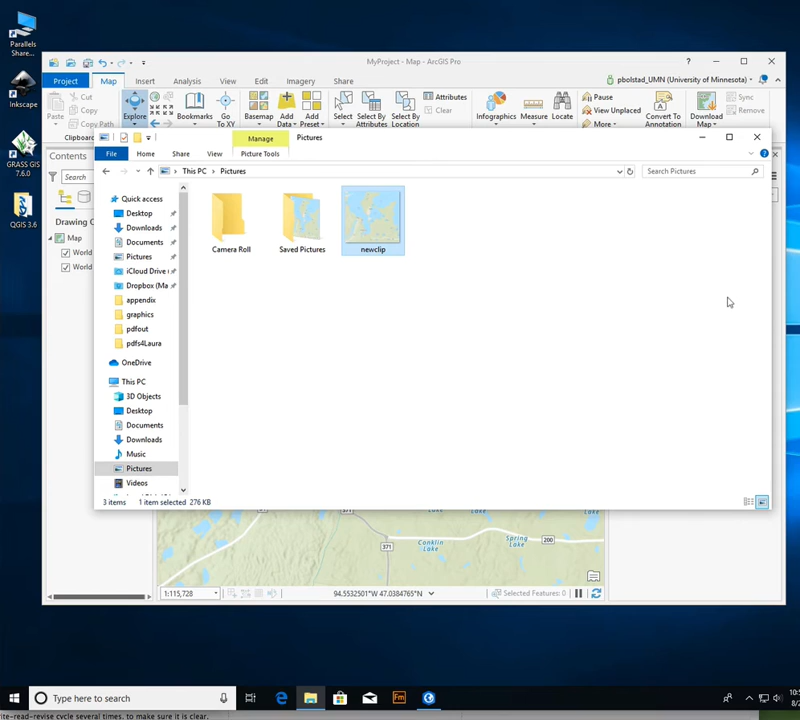 Parallels
Share...
Inkscape
GRASS GIS
7.6.0
QGIS 3.6
MyProject - Map - ArcGIS Pro
?
Project
Map
Insert
Analysis
View
Edit
Imagery
Share
pbolstad_UMN (University of Minnesota)
Paste
Cut
Copy
Copy Path
Explore
Bookmarks
Go
To XY
Basemap
Add
Data
Add
Preset
Select
Select By
Attributes
Select By
Location
Attributes
Clear
Infographics
Measure
Locate
Pause
View Unplaced
More
Convert To
Annotation
Download
Map
Sync
Remove
Clipboard
Manage
Pictures
File
Home
Share
View
Picture Tools
Contents
This PC > Pictures
Search Pictures
Search
Drawing
Map
World
World
Quick access
Desktop
Downloads
Documents
Pictures
iCloud Drive
Dropbox (Ma
appendix
graphics
pdfout
pdfs4Laura
OneDrive
This PC
3D Objects
Desktop
Documents
Downloads
Music
Pictures
Videos
Camera Roll
Saved Pictures
newclip
3 items
1 item selected 276 KB
371
371
Conklin
Lake
Spring
Lake
200
Lake
1:115,728
94.5532501°W 47.0384765°N
Selected Features: 0
Type here to search
Fm
10:5
8/2
ite-read-revise cycle several times. to make sure it is clear.